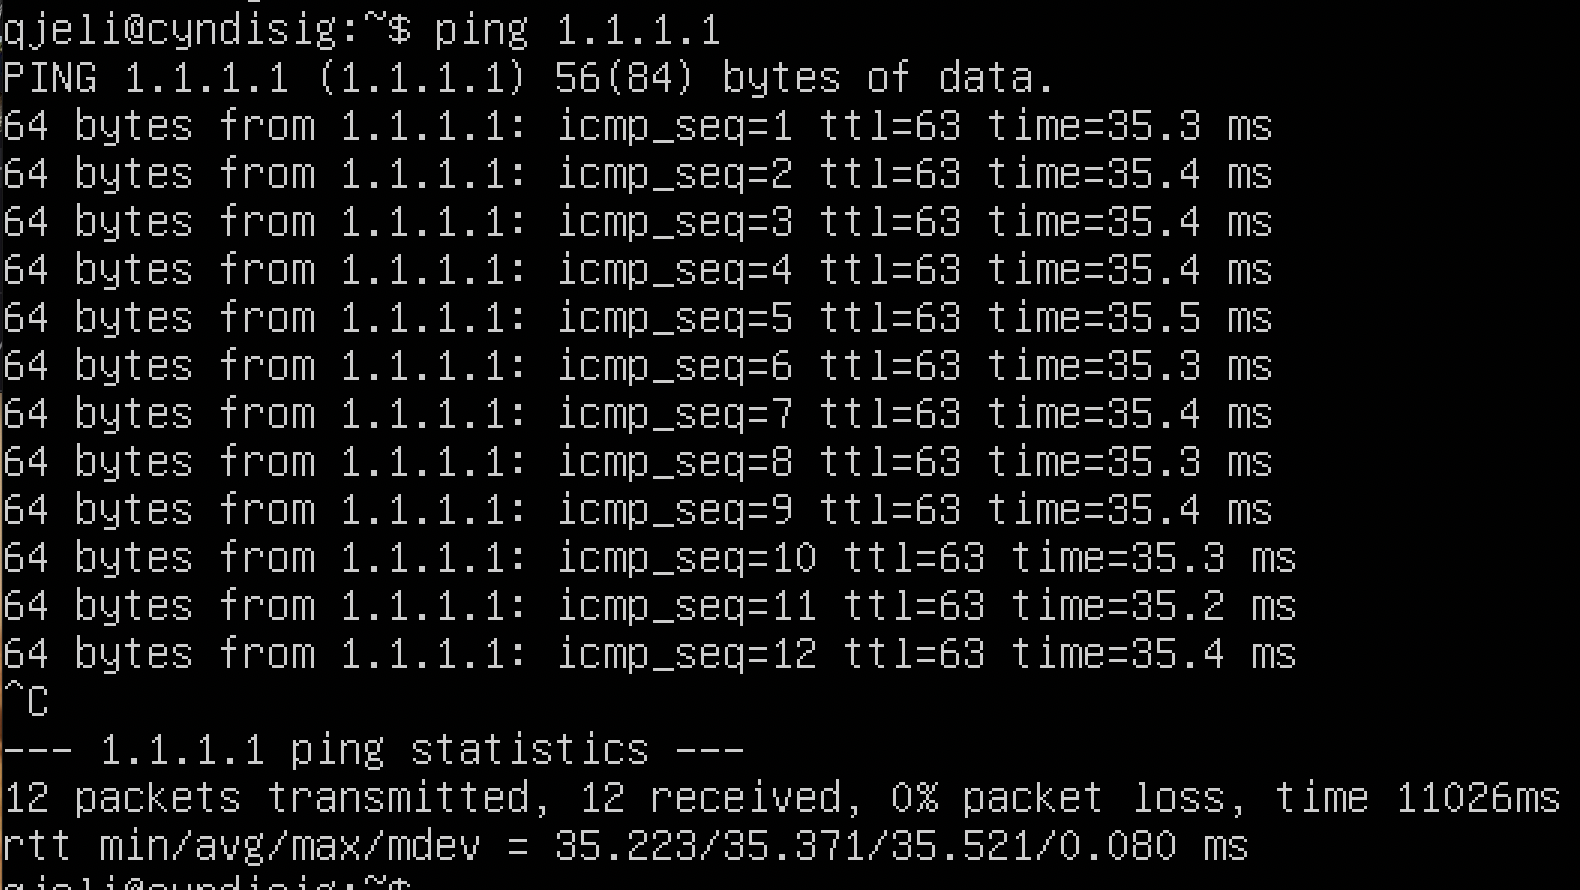 qjeli@cyndisig:~$ ping 1.1.1.1
PING 1.1.1.1 (1.1.1.1) 56(84) bytes of data.
64 bytes from 1.1.1.1: icmp_seq=1 ttl=63 time=35.3 ms
64 bytes from 1.1.1.1: icmp_seq=2 ttl=63 time=35.4 ms
64 bytes from 1.1.1.1: icmp_seq=3 ttl=63 time=35.4 ms
64 bytes from 1.1.1.1: icmp_seq=4 ttl=63 time=35.4 ms
64 bytes from 1.1.1.1: icmp_seq=5 ttl=63 time=35.5 ms
64 bytes from 1.1.1.1: icmp_seq=6 ttl=63 time=35.3 ms
64 bytes from 1.1.1.1: icmp_seq=7 ttl=63 time=35.4 ms
64 bytes from 1.1.1.1: icmp_seq=8 ttl=63 time=35.3 ms
64 bytes from 1.1.1.1: icmp_seq=9 ttl=63 time=35.4 ms
64 bytes from 1.1.1.1: icmp_seq=10 ttl=63 time=35.3 ms
64 bytes from 1.1.1.1: icmp_seq=11 ttl=63 time=35.2 ms
64 bytes from 1.1.1.1: icmp_seq=12 ttl=63 time=35.4 ms
^C
--- 1.1.1.1 ping statistics ---
12 packets transmitted, 12 received, 0% packet loss, time 11026ms
rtt min/avg/max/mdev = 35.223/35.371/35.521/0.080 ms
qjeli@cyndisig:~$